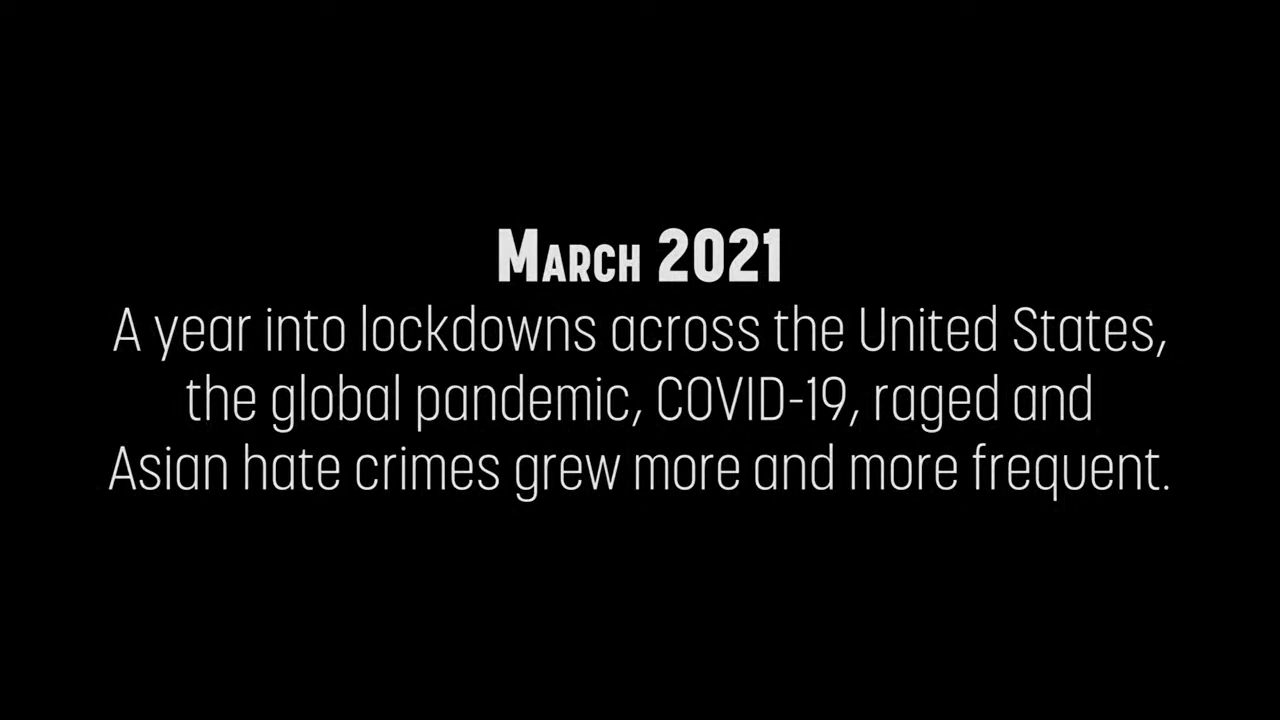 March 2021
A year into lockdowns across the United States,
the global pandemic, COVID-19, raged and
Asian hate crimes grew more and more frequent.